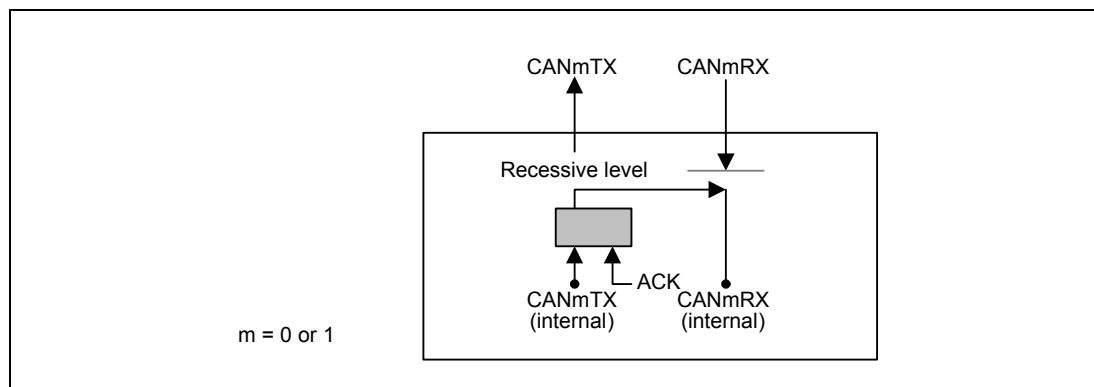 CANmTX
CANmRX
Recessive level
ACK
CANmTX
(internal)
CANmRX
(internal)
m = 0 or 1